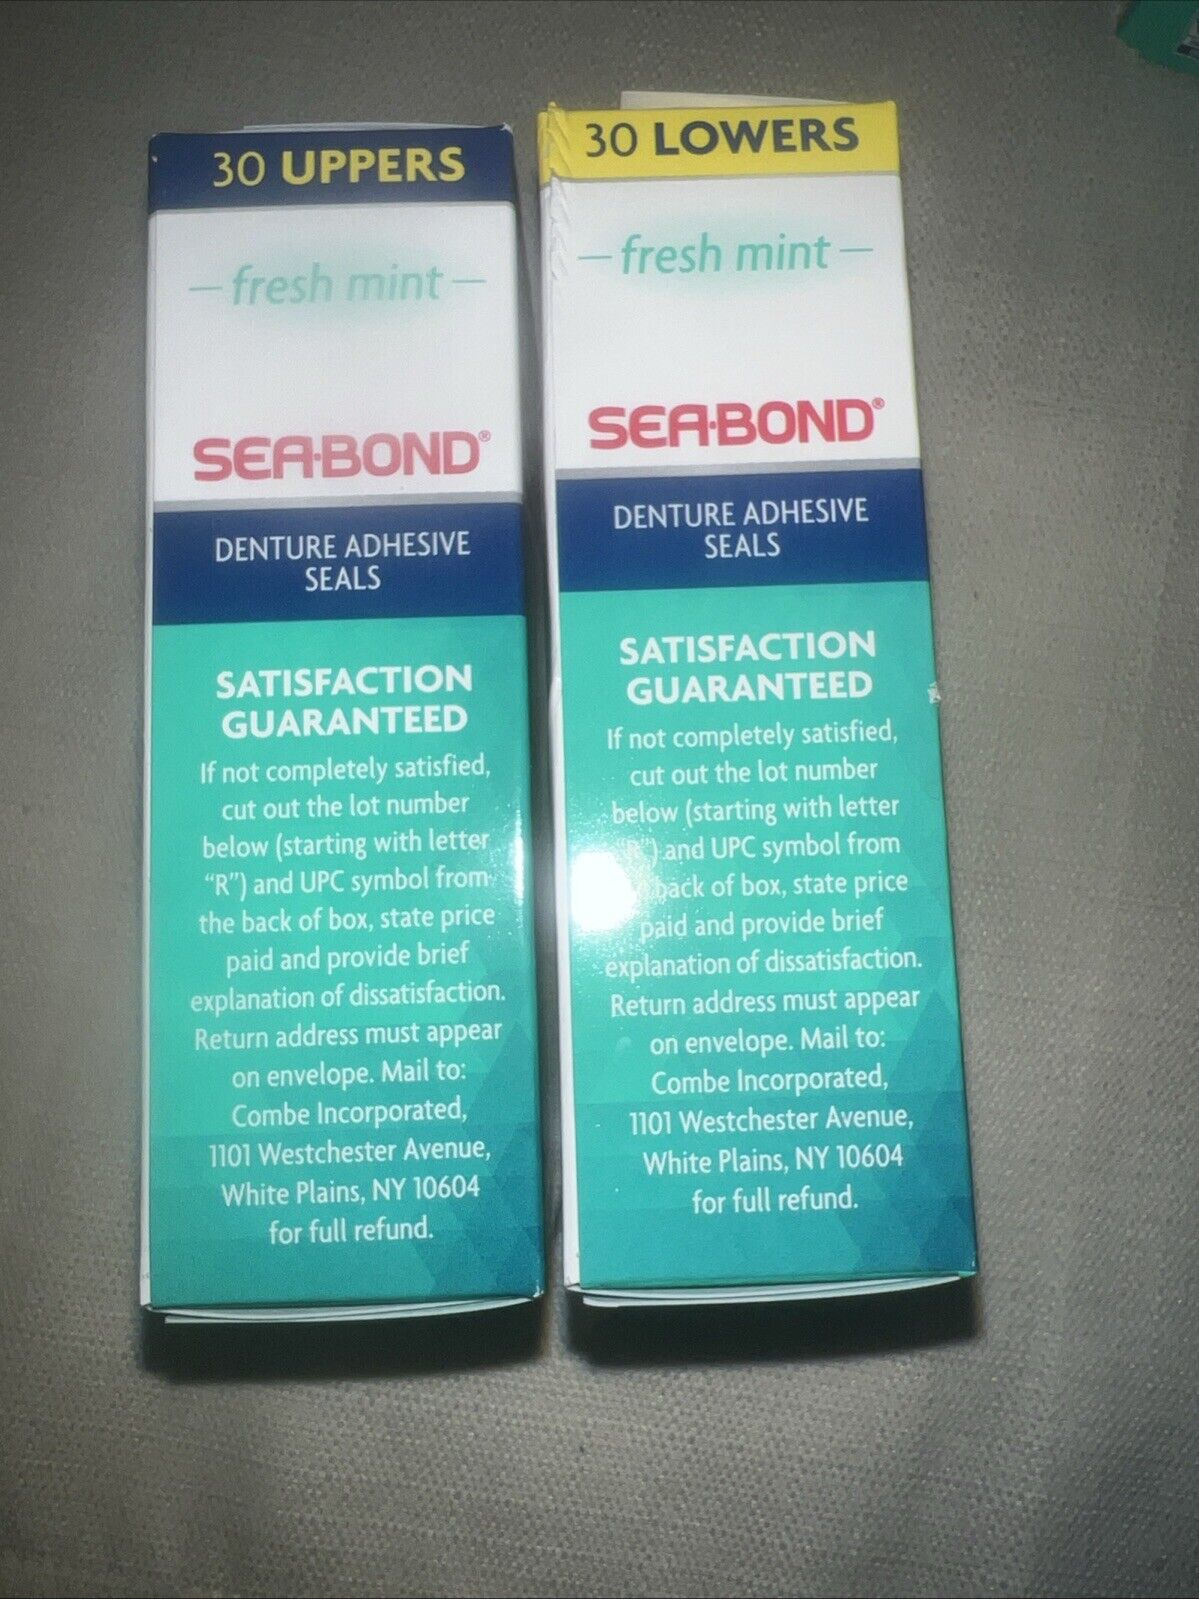 30 UPPERS
— fresh mint —
SEA·BOND®
DENTURE ADHESIVE
SEALS
SATISFACTION
GUARANTEED
If not completely satisfied,
cut out the lot number
below (starting with letter
“R”) and UPC symbol from
the back of box, state price
paid and provide brief
explanation of dissatisfaction.
Return address must appear
on envelope. Mail to:
Combe Incorporated,
1101 Westchester Avenue,
White Plains, NY 10604
for full refund.
30 LOWERS
— fresh mint —
SEA·BOND®
DENTURE ADHESIVE
SEALS
SATISFACTION
GUARANTEED
If not completely satisfied,
cut out the lot number
below (starting with letter
“R”) and UPC symbol from
back of box, state price
paid and provide brief
explanation of dissatisfaction.
Return address must appear
on envelope. Mail to:
Combe Incorporated,
1101 Westchester Avenue,
White Plains, NY 10604
for full refund.